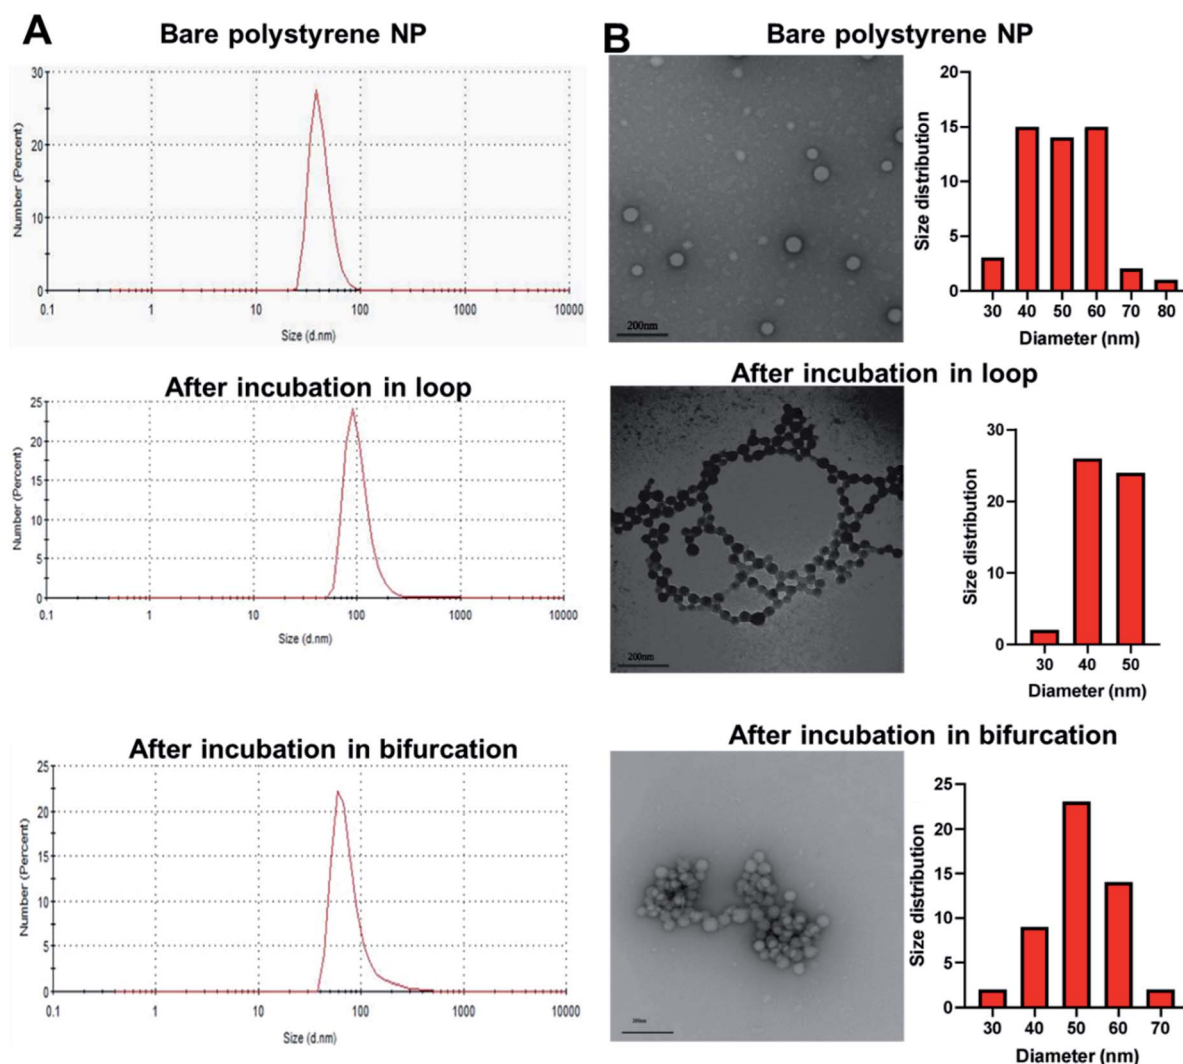 A
Bare polystyrene NP
Number (Percent)
30
20
10
0
0.1 1 10 100 1000 10000
Size (d.nm)
After incubation in loop
Number (Percent)
25
20
15
10
5
0
0.1 1 10 100 1000 10000
Size (d.nm)
After incubation in bifurcation
Number (Percent)
25
20
15
10
5
0
0.1 1 10 100 1000 10000
Size (d.nm)
B
Bare polystyrene NP
200nm
Size distribution
20
15
10
5
0
30 40 50 60 70 80
Diameter (nm)
After incubation in loop
200nm
Size distribution
30
20
10
0
30 40 50
Diameter (nm)
After incubation in bifurcation
Size distribution
25
20
15
10
5
0
30 40 50 60 70
Diameter (nm)